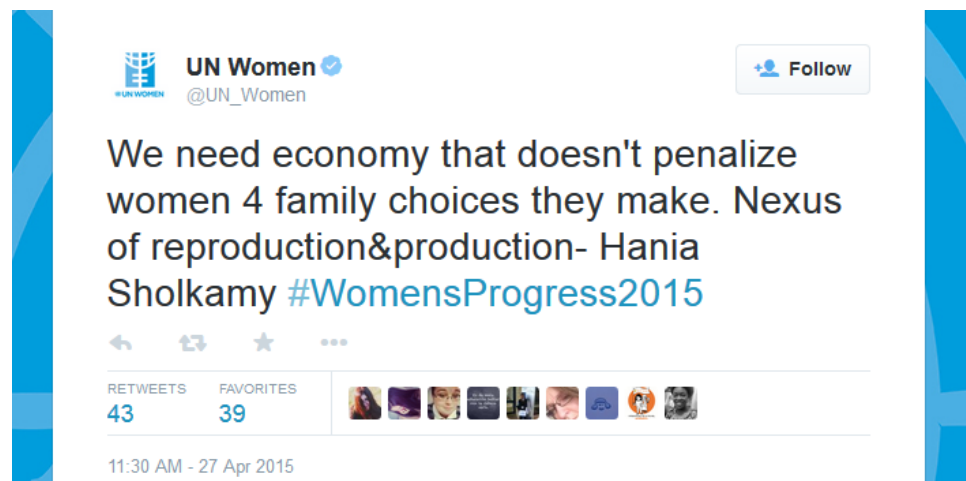 UN Women
@UN_Women
Follow
UN WOMEN
We need economy that doesn't penalize
women 4 family choices they make. Nexus
of reproduction&production- Hania
Sholkamy #WomensProgress2015
RETWEETS FAVORITES
43 39
11:30 AM - 27 Apr 2015